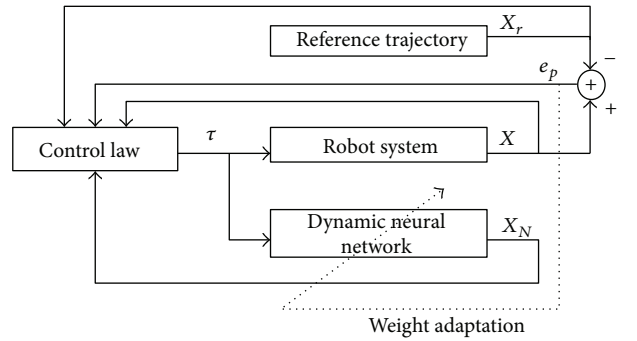 Reference trajectory
X_r
−
e_p
+
+
Control law
τ
Robot system
X
Dynamic neural
network
X_N
Weight adaptation